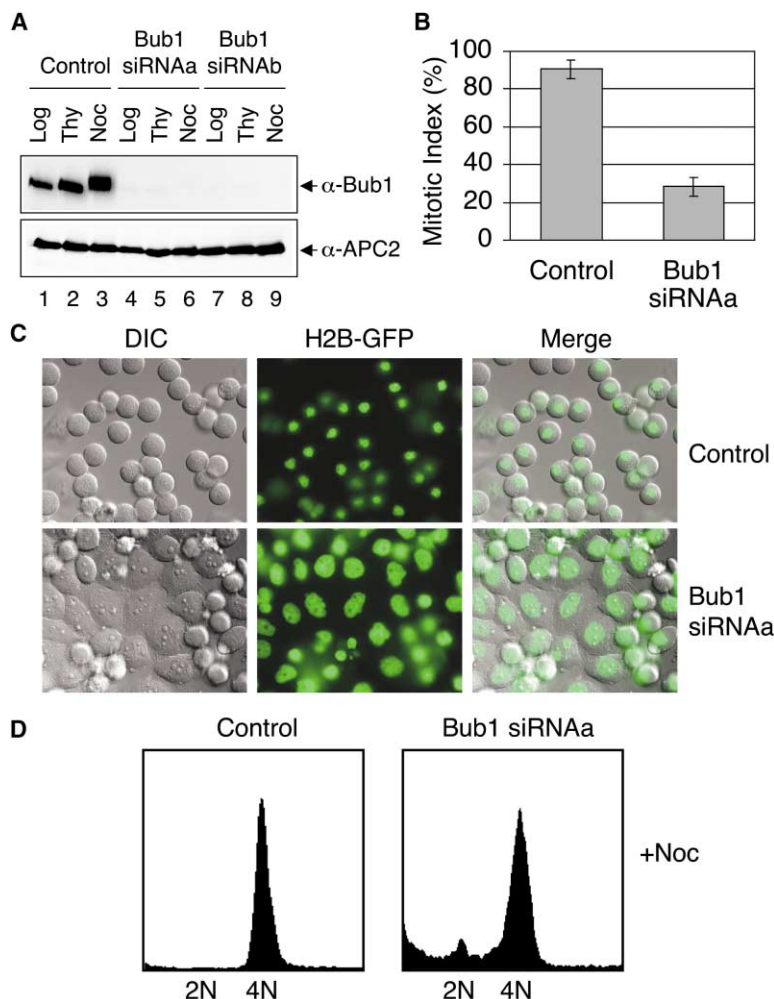 A
Control
Bub1
siRNAa
Bub1
siRNAb
Log
Thy
Noc
Log
Thy
Noc
Log
Thy
Noc
α-Bub1
α-APC2
1 2 3 4 5 6 7 8 9
B
Mitotic Index (%)
100
80
60
40
20
0
Control
Bub1
siRNAa
C
DIC H2B-GFP Merge
Control
Bub1
siRNAa
D
Control Bub1 siRNAa
+Noc
2N 4N 2N 4N